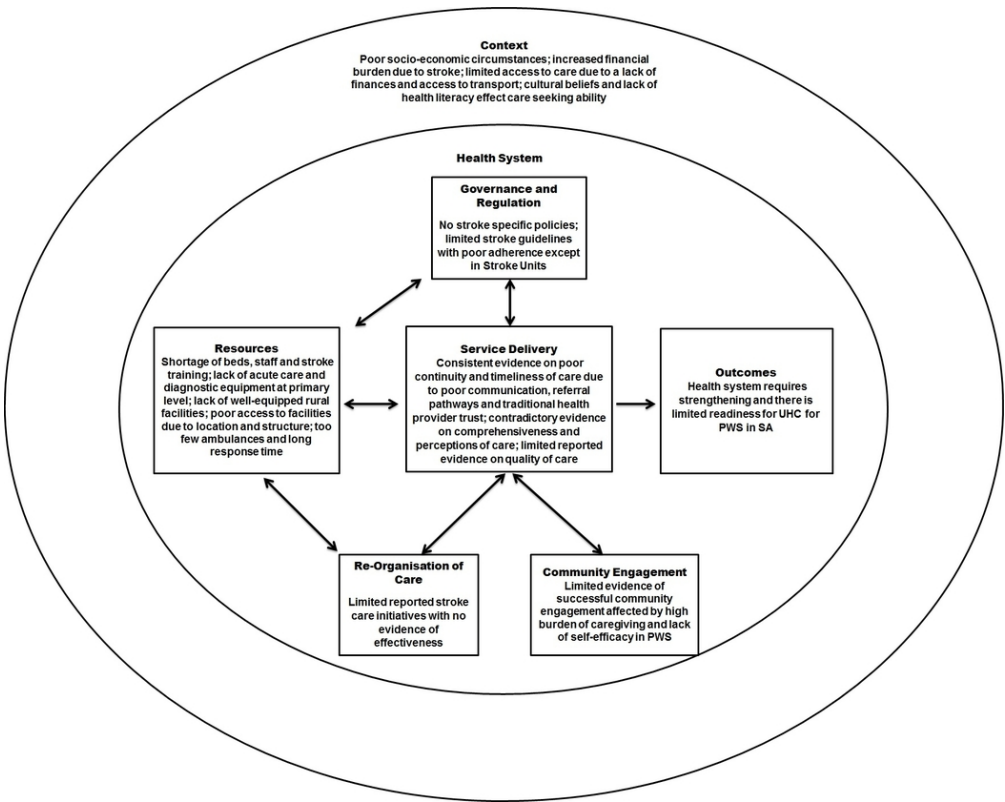 Context
Poor socio-economic circumstances; increased financial
burden due to stroke; limited access to care due to a lack of
finances and access to transport; cultural beliefs and lack of
health literacy effect care seeking ability
Health System
Governance and
Regulation
No stroke specific policies;
limited stroke guidelines
with poor adherence except
in Stroke Units
Resources
Shortage of beds, staff and stroke
training; lack of acute care and
diagnostic equipment at primary
level; lack of well-equipped rural
facilities; poor access to facilities
due to location and structure; too
few ambulances and long
response time
Service Delivery
Consistent evidence on poor
continuity and timeliness of care due
to poor communication, referral
pathways and traditional health
provider trust; contradictory evidence
on comprehensiveness and
perceptions of care; limited reported
evidence on quality of care
Outcomes
Health system requires
strengthening and there is
limited readiness for UHC for
PWS in SA
Re-Organisation of
Care
Limited reported stroke
care initiatives with no
evidence of
effectiveness
Community Engagement
Limited evidence of
successful community
engagement affected by high
burden of caregiving and lack
of self-efficacy in PWS